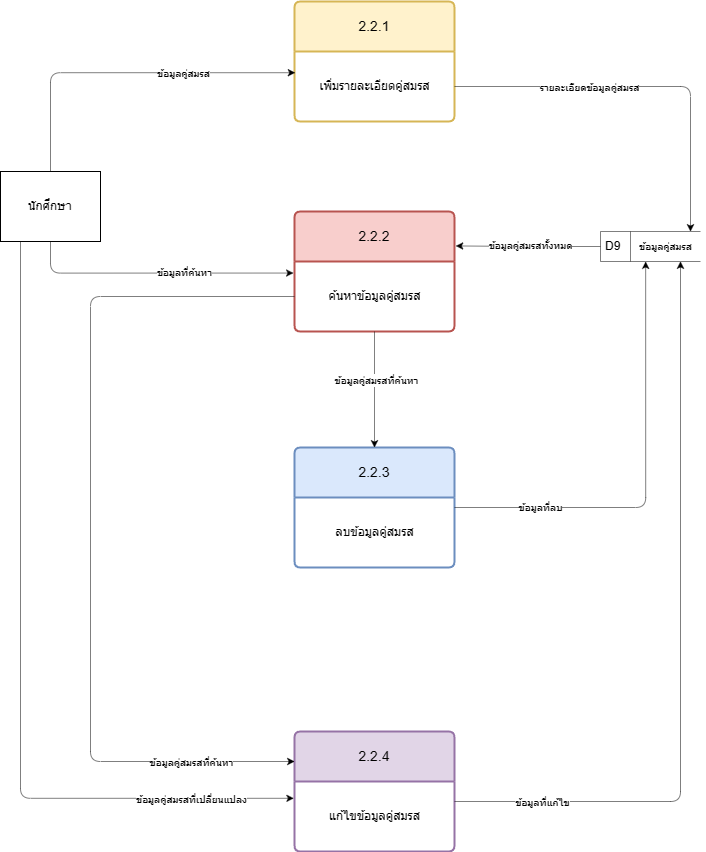 2.2.1
ข้อมูลคู่สมรส
เพิ่มรายละเอียดคู่สมรส
รายละเอียดข้อมูลคู่สมรส
นักศึกษา
2.2.2
ข้อมูลคู่สมรสทั้งหมด
D9
ข้อมูลคู่สมรส
ข้อมูลที่ค้นหา
ค้นหาข้อมูลคู่สมรส
ข้อมูลคู่สมรสที่ค้นหา
2.2.3
ข้อมูลที่ลบ
ลบข้อมูลคู่สมรส
2.2.4
ข้อมูลคู่สมรสที่ค้นหา
ข้อมูลคู่สมรสที่เปลี่ยนแปลง
ข้อมูลที่แก้ไข
แก้ไขข้อมูลคู่สมรส